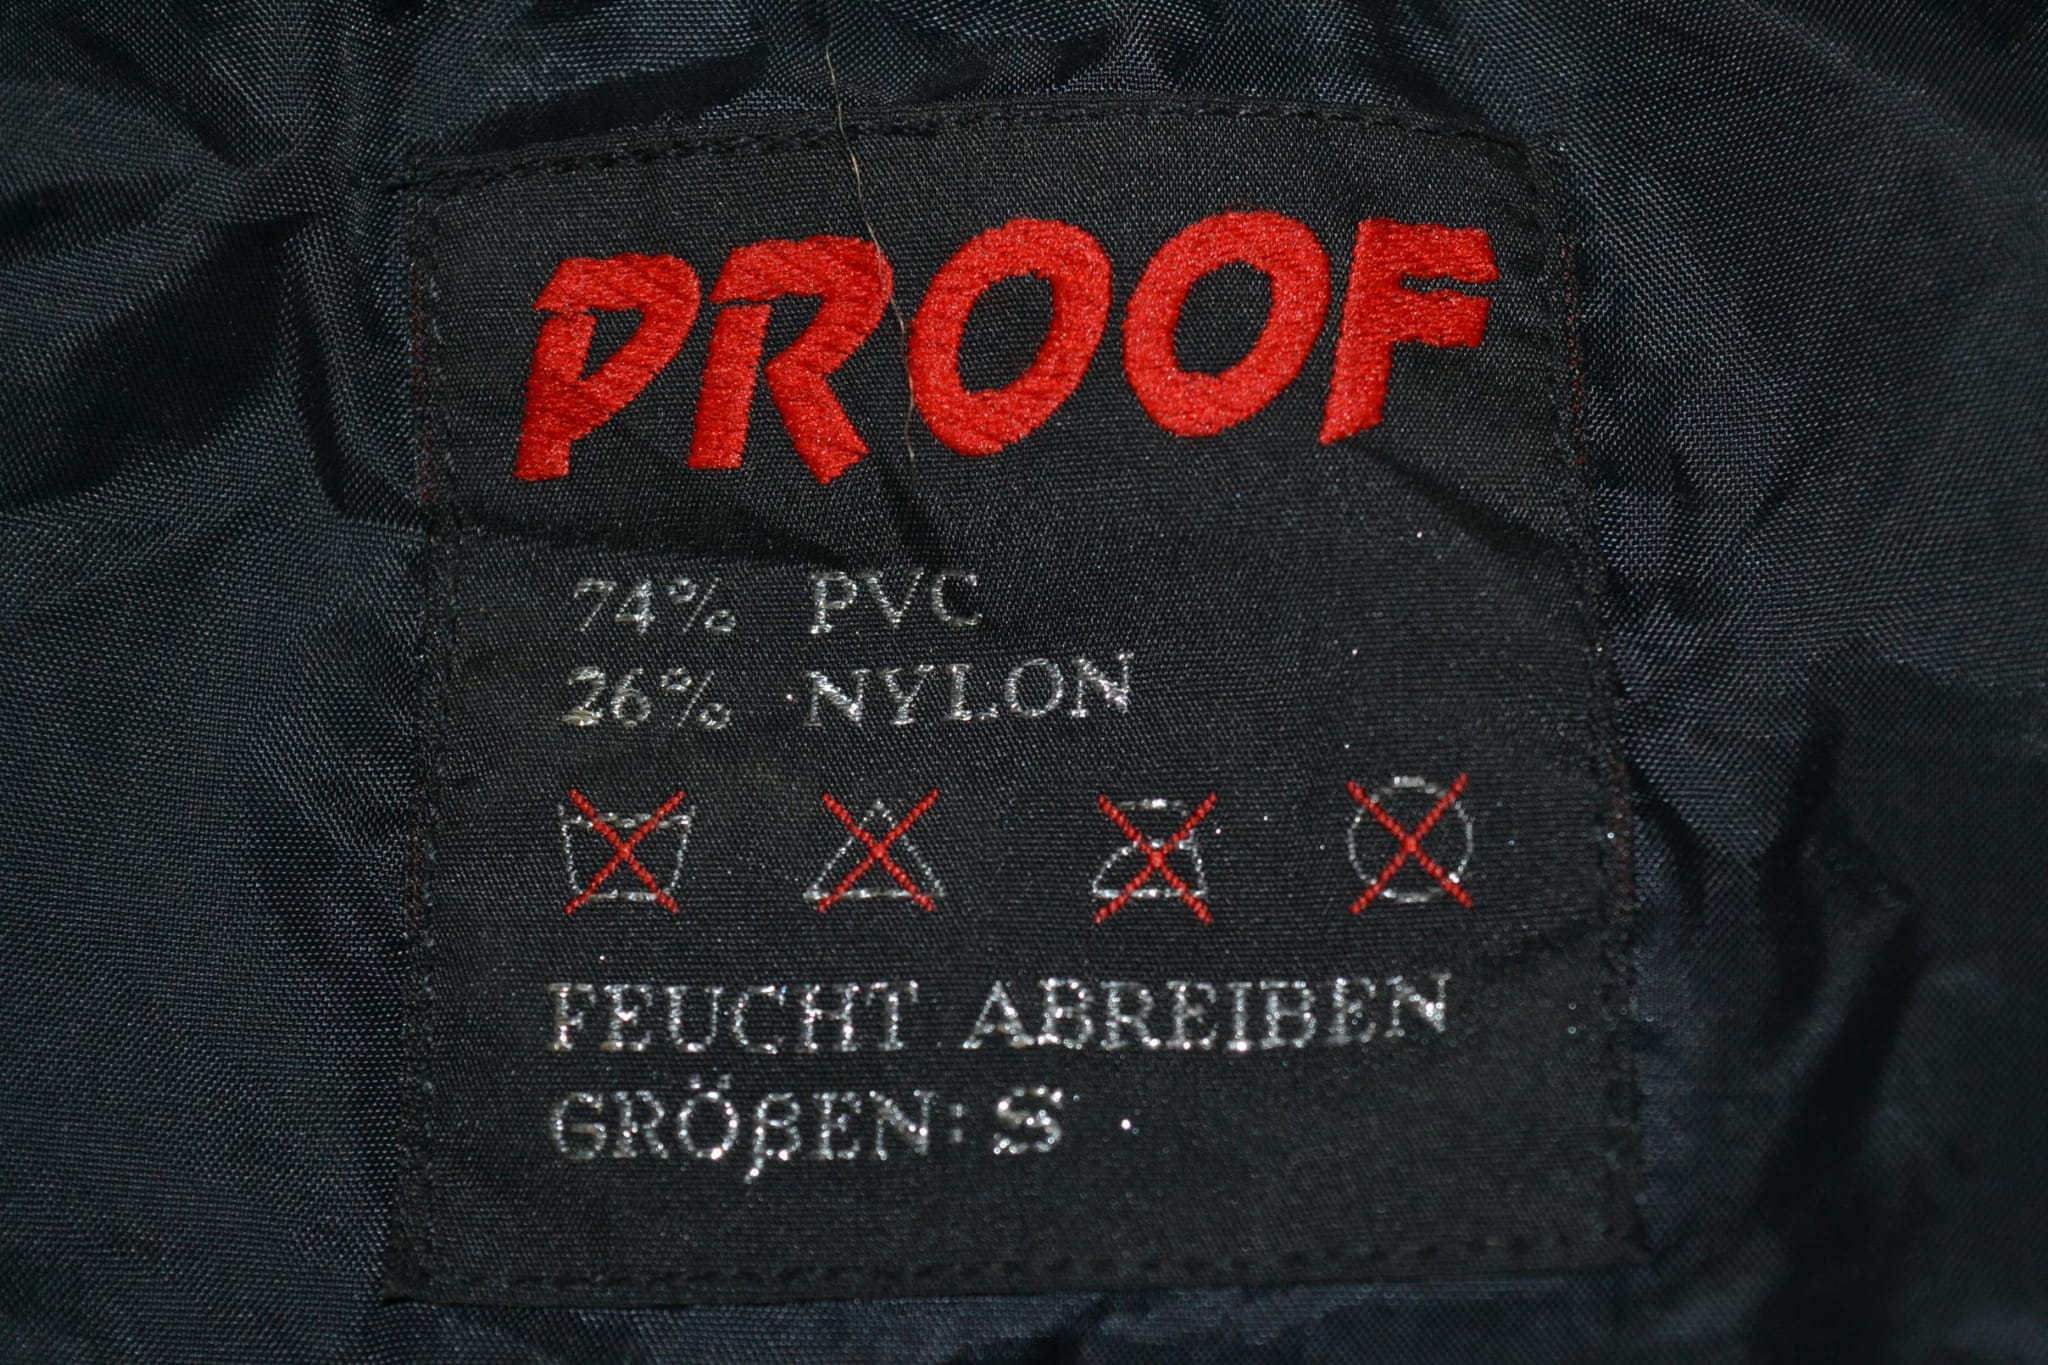 PROOF
74% PVC
26% NYLON
FEUCHT ABREIBEN
GRÖßEN: S